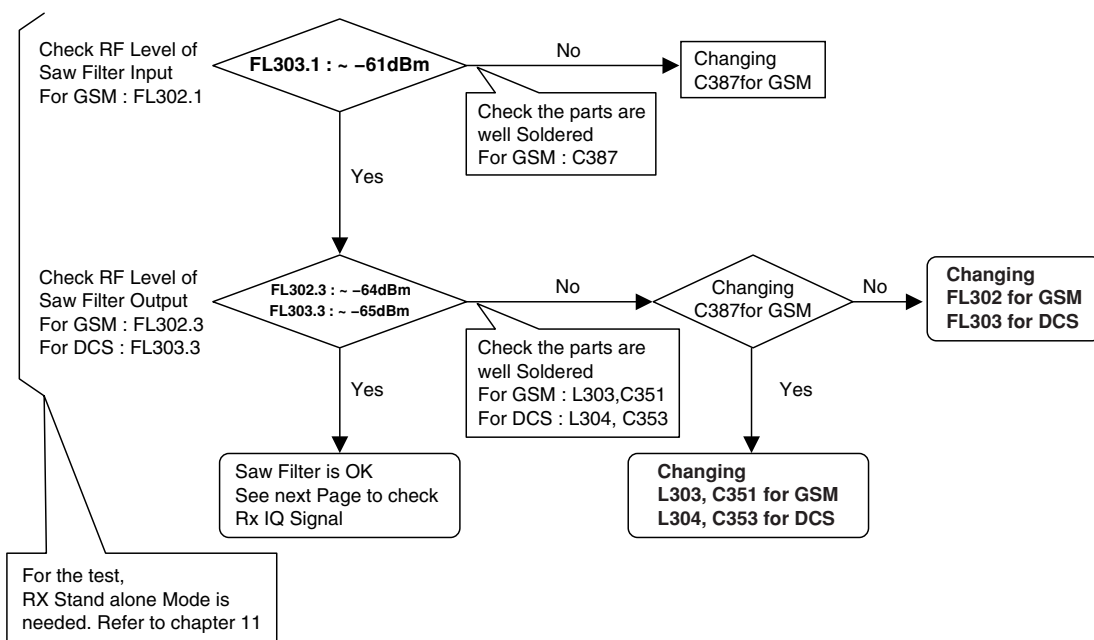 Check RF Level of
Saw Filter Input
For GSM : FL302.1
FL303.1 : ~ −61dBm
No
Changing
C387for GSM
Check the parts are
well Soldered
For GSM : C387
Yes
Check RF Level of
Saw Filter Output
For GSM : FL302.3
For DCS : FL303.3
FL302.3 : ~ −64dBm
FL303.3 : ~ −65dBm
No
Changing
C387for GSM
No
Changing
FL302 for GSM
FL303 for DCS
Check the parts are
well Soldered
For GSM : L303,C351
For DCS : L304, C353
Yes
Yes
Saw Filter is OK
See next Page to check
Rx IQ Signal
Changing
L303, C351 for GSM
L304, C353 for DCS
For the test,
RX Stand alone Mode is
needed. Refer to chapter 11